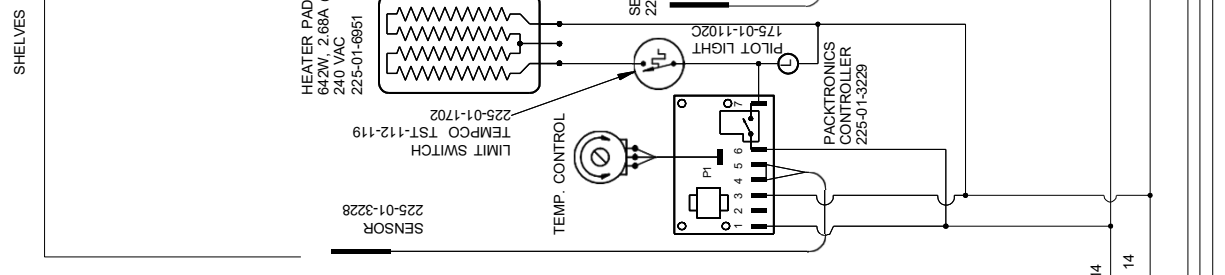 SHELVES
HEATER PAD
642W, 2.68A
240 VAC
225-01-6951
SE
22
PILOT LIGHT
175-01-1102C
L
PACKTRONICS
CONTROLLER
225-01-3229
LIMIT SWITCH
TEMPCO TST-112-119
225-01-1702
TEMP. CONTROL
P1
7
6
5
4
3
2
1
SENSOR
225-01-3228
14
14